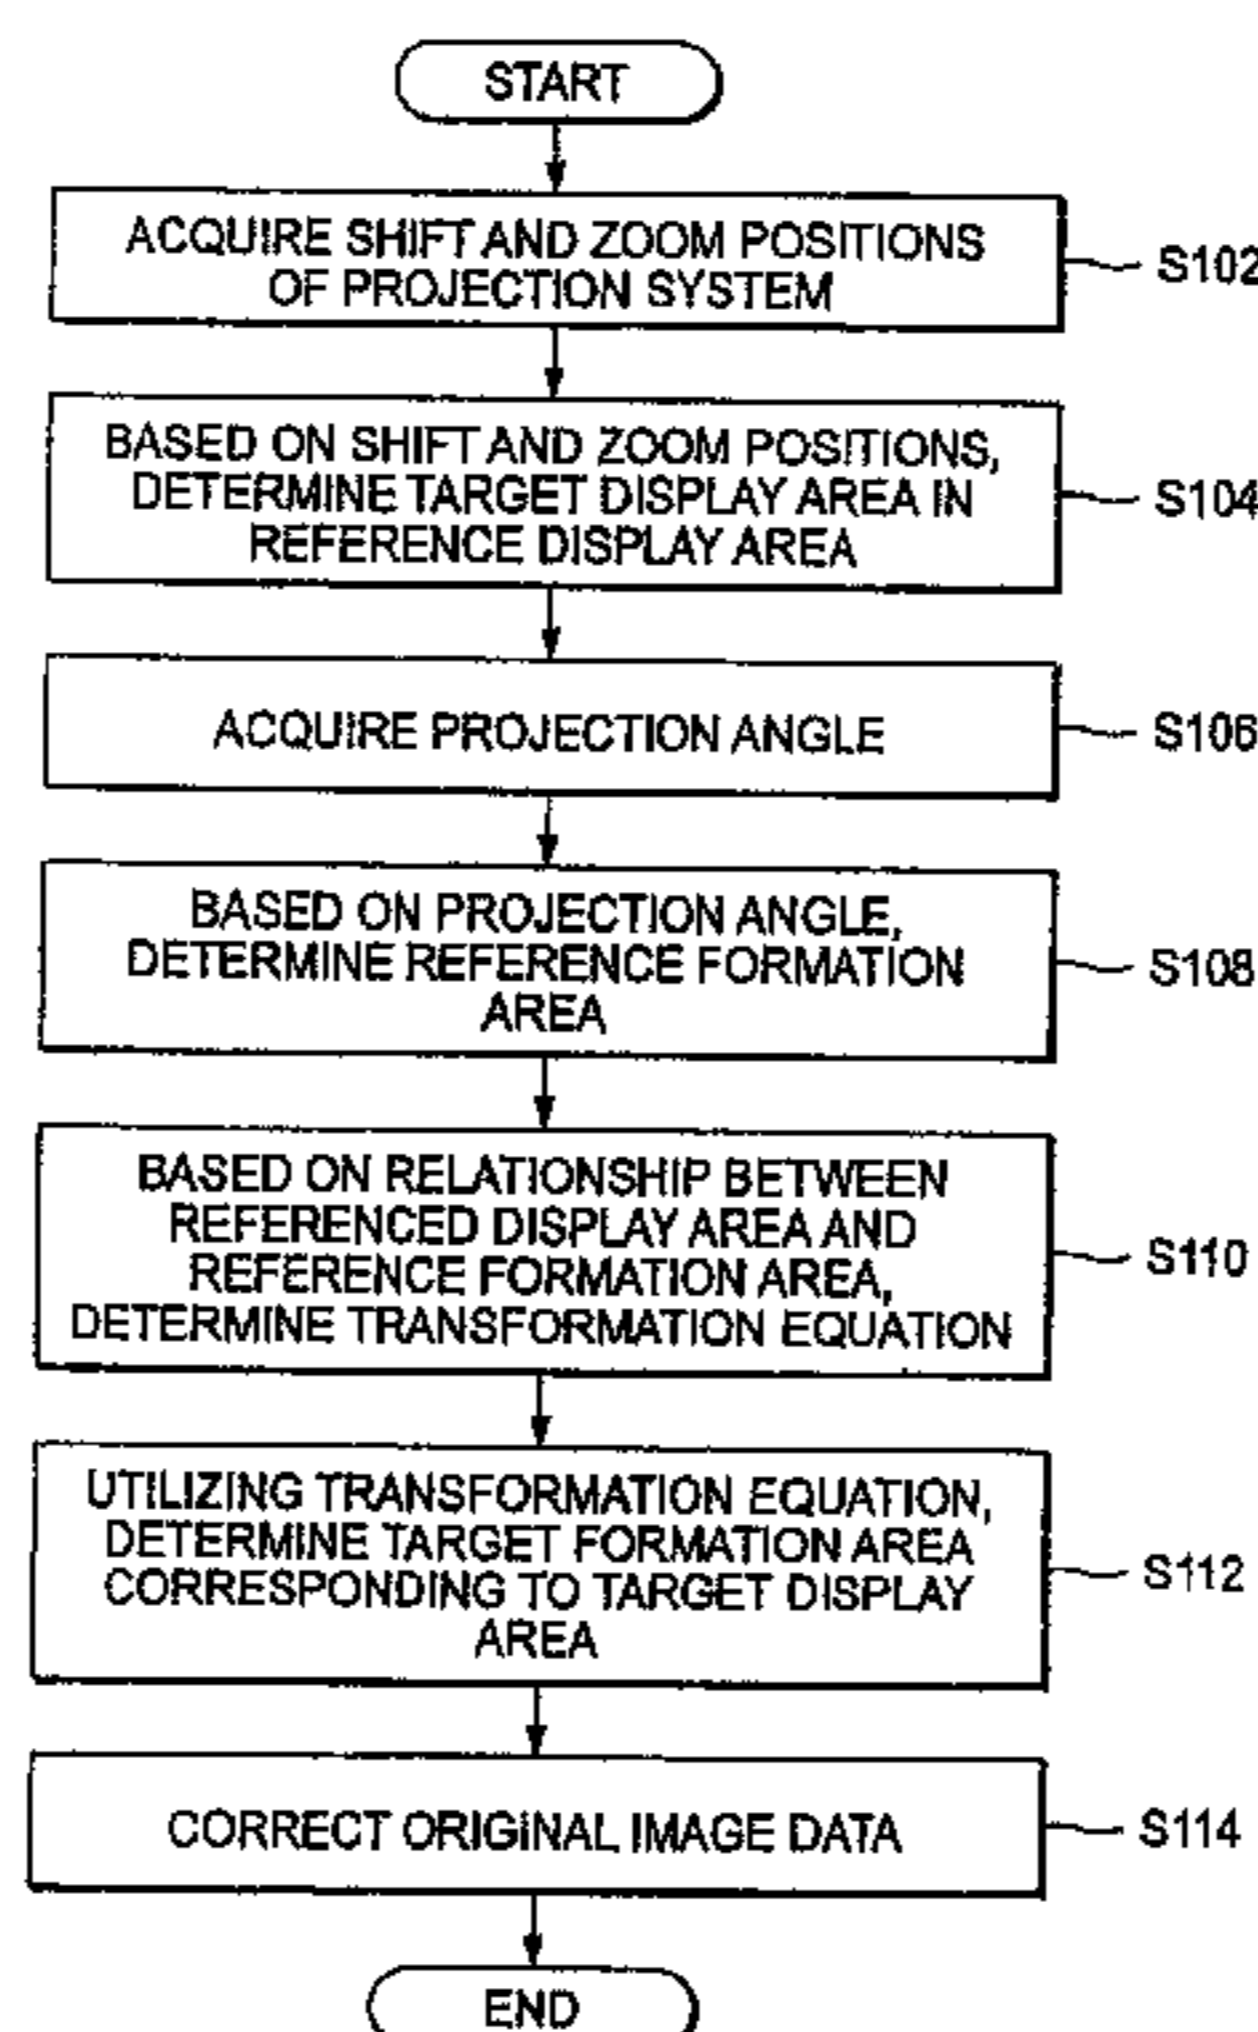 START
ACQUIRE SHIFT AND ZOOM POSITIONS
OF PROJECTION SYSTEM
S102
BASED ON SHIFT AND ZOOM POSITIONS,
DETERMINE TARGET DISPLAY AREA IN
REFERENCE DISPLAY AREA
S104
ACQUIRE PROJECTION ANGLE
S106
BASED ON PROJECTION ANGLE,
DETERMINE REFERENCE FORMATION
AREA
S108
BASED ON RELATIONSHIP BETWEEN
REFERENCED DISPLAY AREA AND
REFERENCE FORMATION AREA,
DETERMINE TRANSFORMATION EQUATION
S110
UTILIZING TRANSFORMATION EQUATION,
DETERMINE TARGET FORMATION AREA
CORRESPONDING TO TARGET DISPLAY
AREA
S112
CORRECT ORIGINAL IMAGE DATA
S114
END